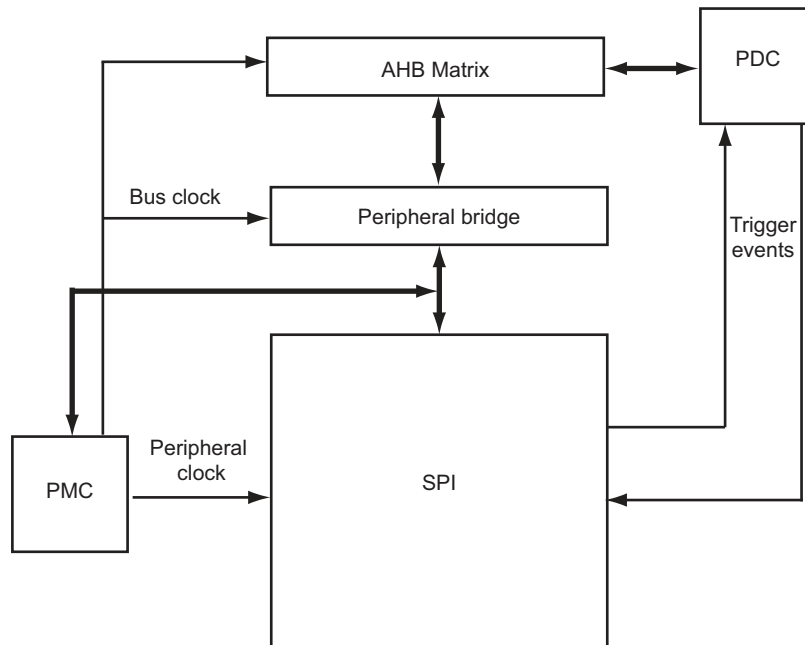 AHB Matrix
PDC
Bus clock
Peripheral bridge
Trigger
events
Peripheral
clock
PMC
SPI